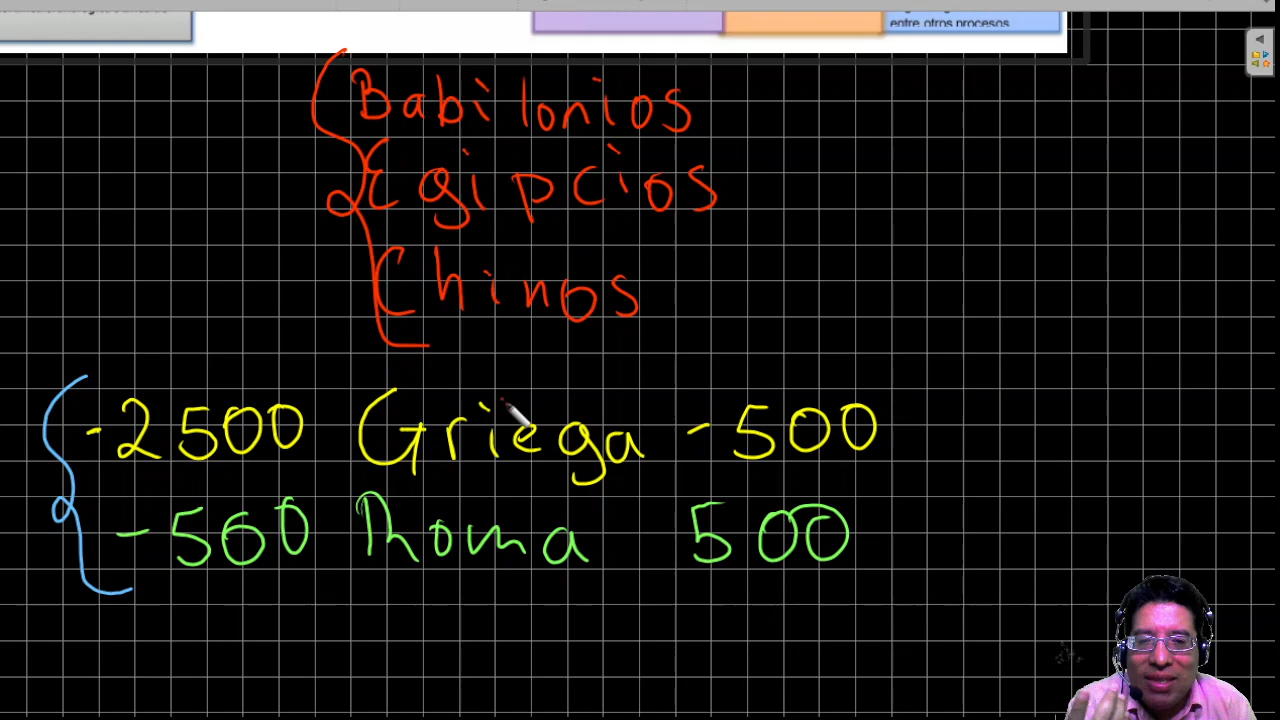 entre otros procesos
Babilonios
Egipcios
Chinos
-2500 Griega -500
-500 Roma 500